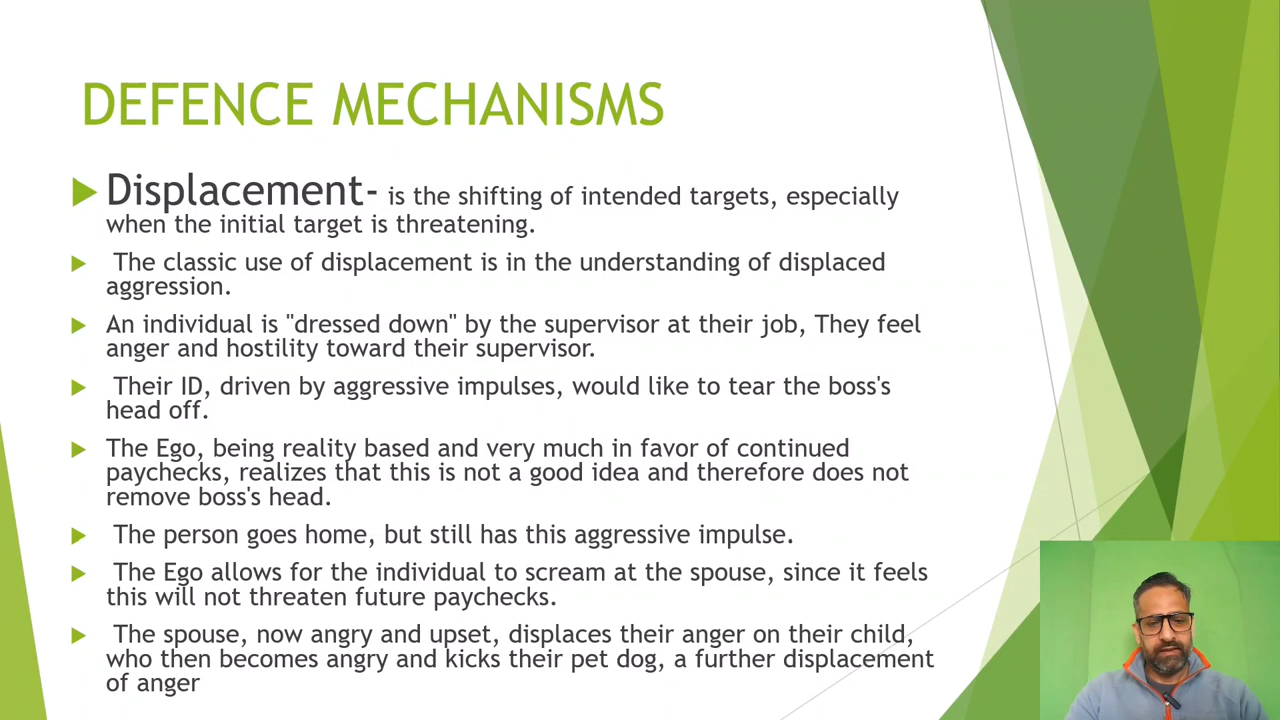 DEFENCE MECHANISMS
Displacement- is the shifting of intended targets, especially
when the initial target is threatening.
The classic use of displacement is in the understanding of displaced
aggression.
An individual is "dressed down" by the supervisor at their job, They feel
anger and hostility toward their supervisor.
Their ID, driven by aggressive impulses, would like to tear the boss's
head off.
The Ego, being reality based and very much in favor of continued
paychecks, realizes that this is not a good idea and therefore does not
remove boss's head.
The person goes home, but still has this aggressive impulse.
The Ego allows for the individual to scream at the spouse, since it feels
this will not threaten future paychecks.
The spouse, now angry and upset, displaces their anger on their child,
who then becomes angry and kicks their pet dog, a further displacement
of anger